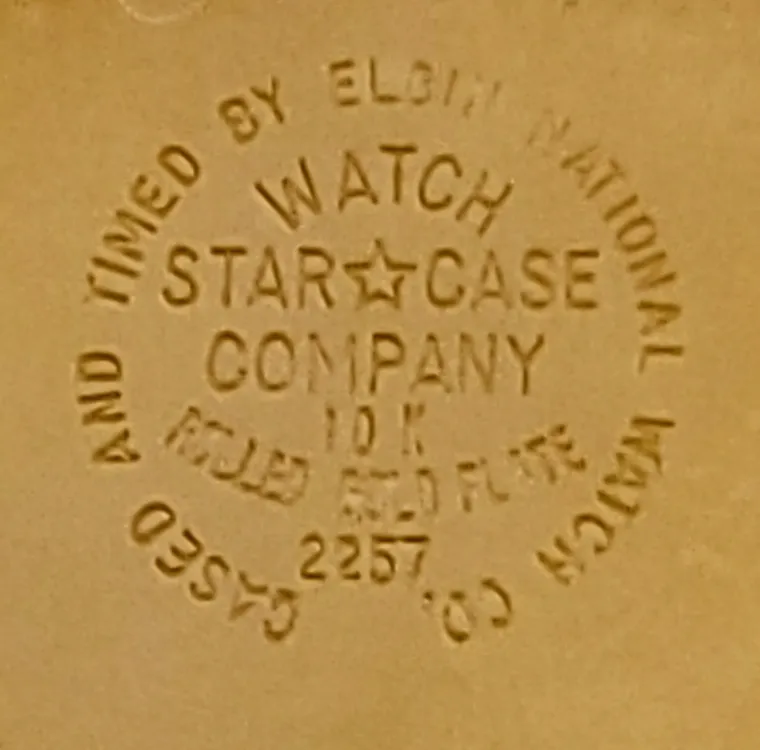 CASED AND TIMED BY ELGIN NATIONAL WATCH CO.
WATCH
STAR☆CASE
COMPANY
10 K
ROLLED GOLD PLATE
2257